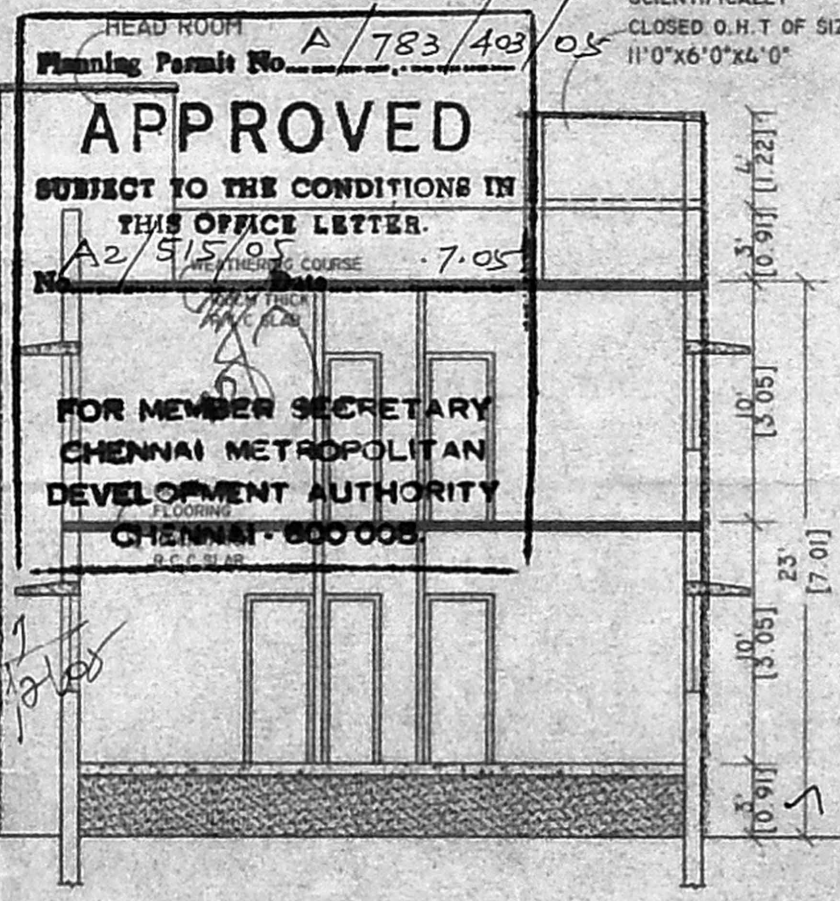 SCIENTIFICALLY
CLOSED O.H.T OF SIZ
11'0"X6'0"X4'0"
HEAD ROOM
Planning Permit No. A/783/403/05
APPROVED
SUBJECT TO THE CONDITIONS IN
THIS OFFICE LETTER.
No. A2/515/05 Date .7.05
WEATHERING COURSE
THICK
R.C.C SLAB
FOR MEMBER SECRETARY
CHENNAI METROPOLITAN
DEVELOPMENT AUTHORITY
CHENNAI - 600 008.
FLOORING
R.C.C SLAB
4' [1.22]
3' [0.91]
10' [3.05]
23' [7.01]
10' [3.05]
3' [0.91]